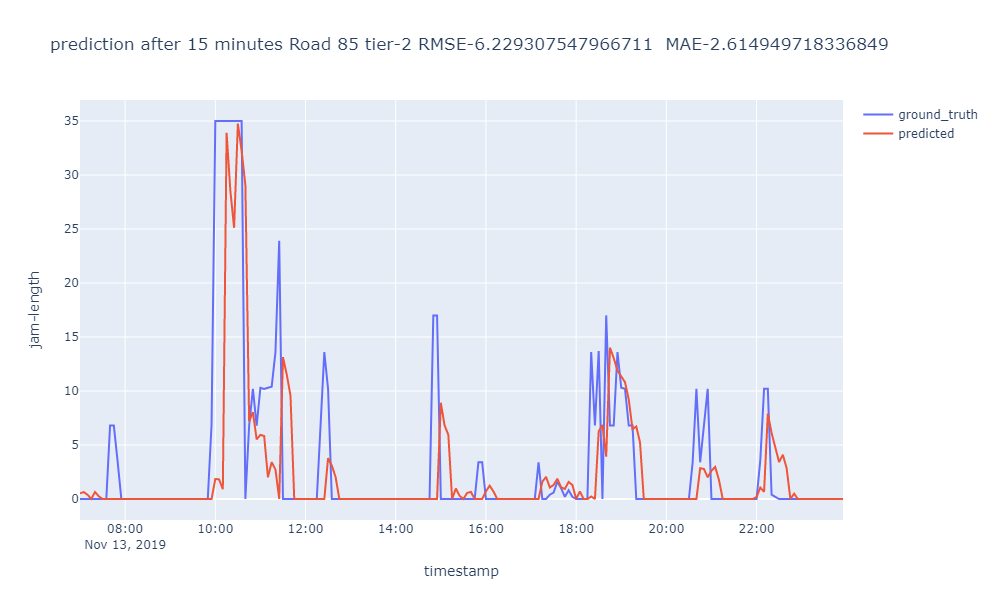 prediction after 15 minutes Road 85 tier-2 RMSE-6.229307547966711 MAE-2.614949718336849
ground_truth
predicted
35
30
25
20
15
10
5
0
jam-length
08:00 10:00 12:00 14:00 16:00 18:00 20:00 22:00
Nov 13, 2019
timestamp